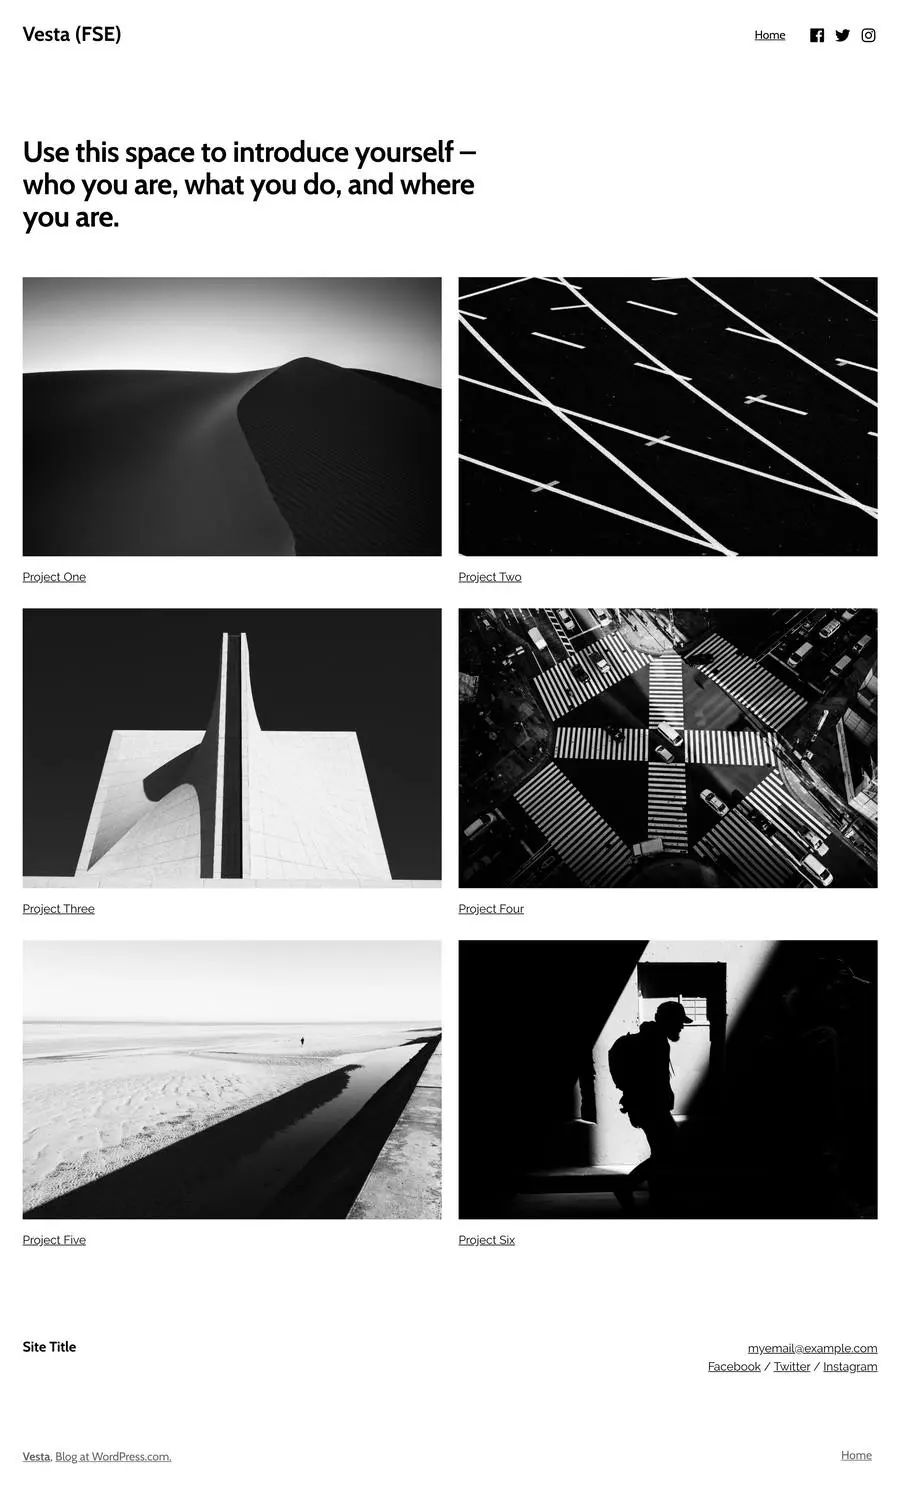 Vesta (FSE)
Home
Use this space to introduce yourself –
who you are, what you do, and where
you are.
Project One
Project Two
Project Three
Project Four
Project Five
Project Six
Site Title
myemail@example.com
Facebook / Twitter / Instagram
Vesta, Blog at WordPress.com.
Home